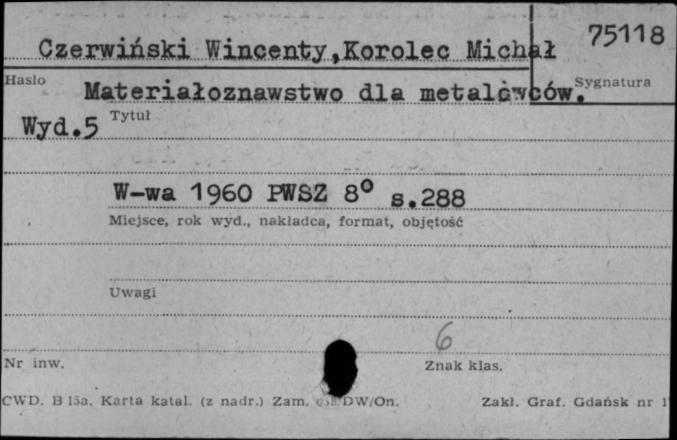 75118
Czerwiński Wincenty,Korolec Michał
Hasło
Sygnatura
Materiałoznawstwo dla metalowców.
Wyd.5
Tytuł
W-wa 1960 PWSZ 8° s.288
Miejsce, rok wyd., nakładca, format, objętość
Uwagi
6
Nr inw.
Znak klas.
CWD. B 15a, Karta katal. (z nadr.) Zam. DW/On.
Zakł. Graf. Gdańsk nr